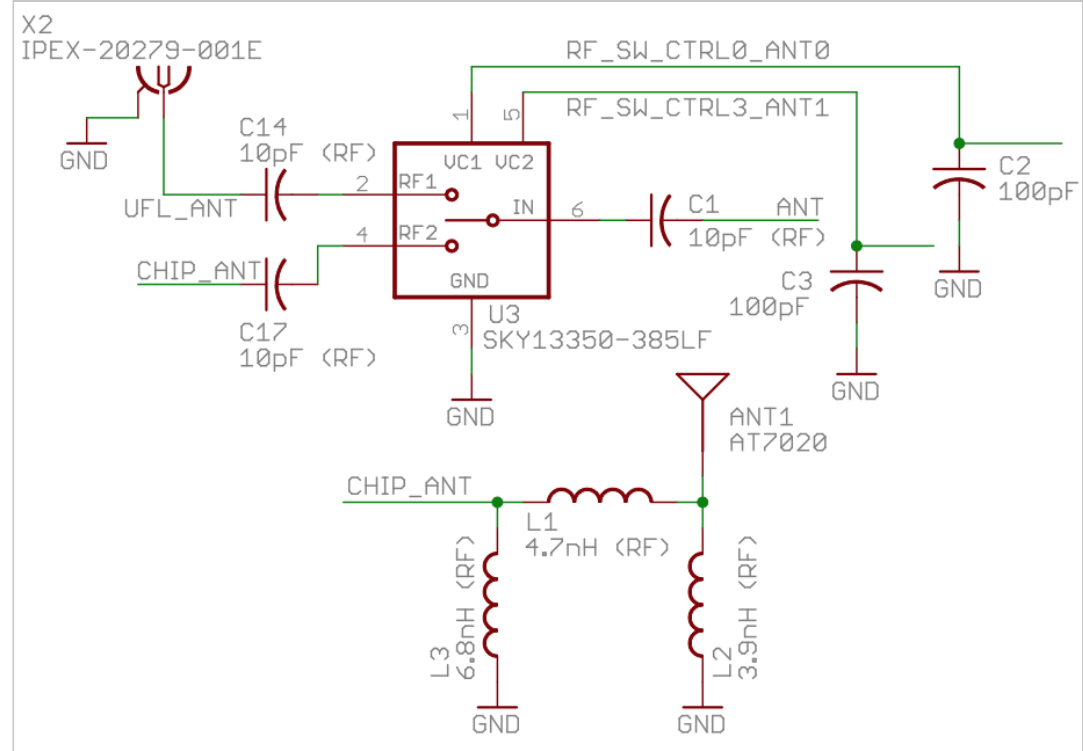 X2
IPEX-20279-001E
RF_SW_CTRL0_ANT0
RF_SW_CTRL3_ANT1
GND
C14
10pF (RF)
1
5
VC1 VC2
C2
100pF
2
RF1
UFL_ANT
IN
6
C1
10pF (RF)
ANT
4
RF2
CHIP_ANT
GND
C3
100pF
GND
C17
10pF (RF)
3
U3
SKY13350-385LF
GND
GND
ANT1
AT7020
CHIP_ANT
L1
4.7nH (RF)
L3
6.8nH (RF)
L2
3.9nH (RF)
GND
GND